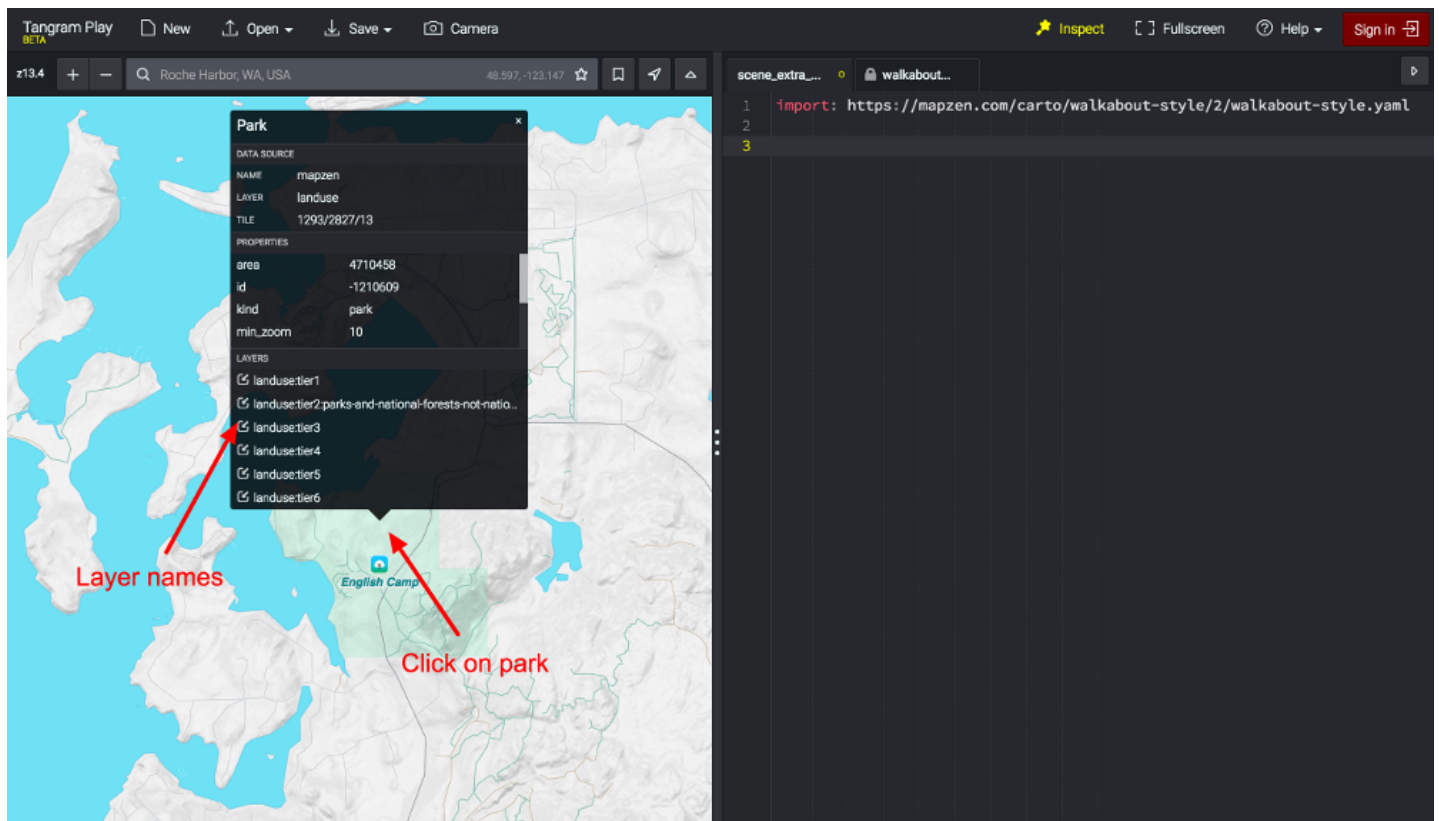 Tangram Play
BETA
New
Open
Save
Camera
Inspect
Fullscreen
Help
Sign in
z13.4
+
−
Roche Harbor, WA, USA
48.597, -123.147
scene_extra_...
walkabout...
1 import: https://mapzen.com/carto/walkabout-style/2/walkabout-style.yaml
2
3
Park
×
DATA SOURCE
NAME mapzen
LAYER landuse
TILE 1293/2827/13
PROPERTIES
area 4710458
id -1210609
kind park
min_zoom 10
LAYERS
landuse:tier1
landuse:tier2:parks-and-national-forests-not-natio...
landuse:tier3
landuse:tier4
landuse:tier5
landuse:tier6
Layer names
English Camp
Click on park